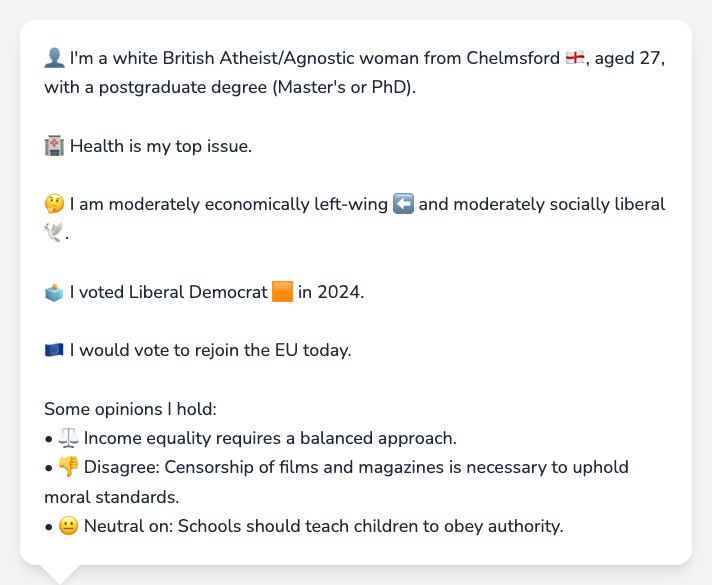 👤 I'm a white British Atheist/Agnostic woman from Chelmsford 🏴󠁧󠁢󠁥󠁮󠁧󠁿, aged 27,
with a postgraduate degree (Master's or PhD).
🏥 Health is my top issue.
🤔 I am moderately economically left-wing ⬅️ and moderately socially liberal
🕊️.
🗳️ I voted Liberal Democrat 🟧 in 2024.
🇪🇺 I would vote to rejoin the EU today.
Some opinions I hold:
• ⚖️ Income equality requires a balanced approach.
• 👎 Disagree: Censorship of films and magazines is necessary to uphold
moral standards.
• 😐 Neutral on: Schools should teach children to obey authority.